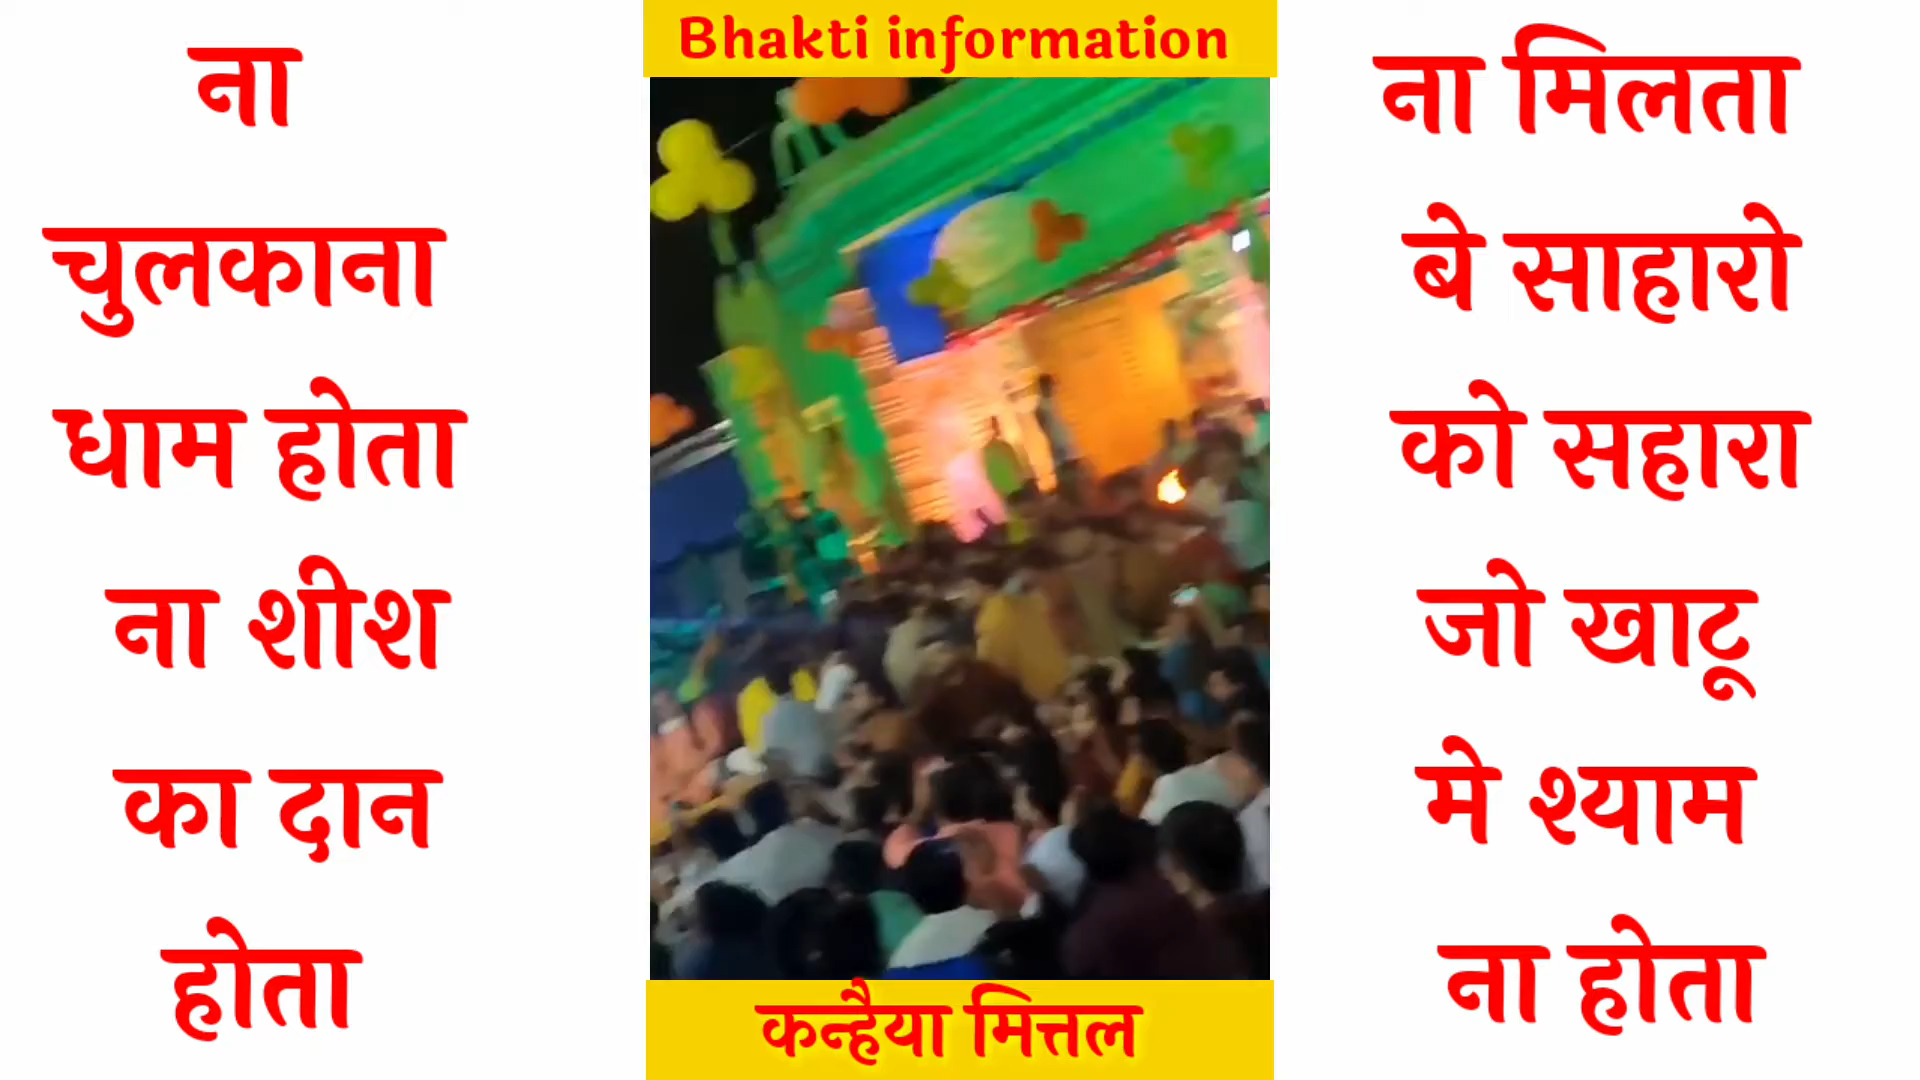 ना
चुलकाना
धाम होता
ना शीश
का दान
होता
Bhakti information
कन्हैया मित्तल
ना मिलता
बे साहारो
को सहारा
जो खाटू
मे श्याम
ना होता